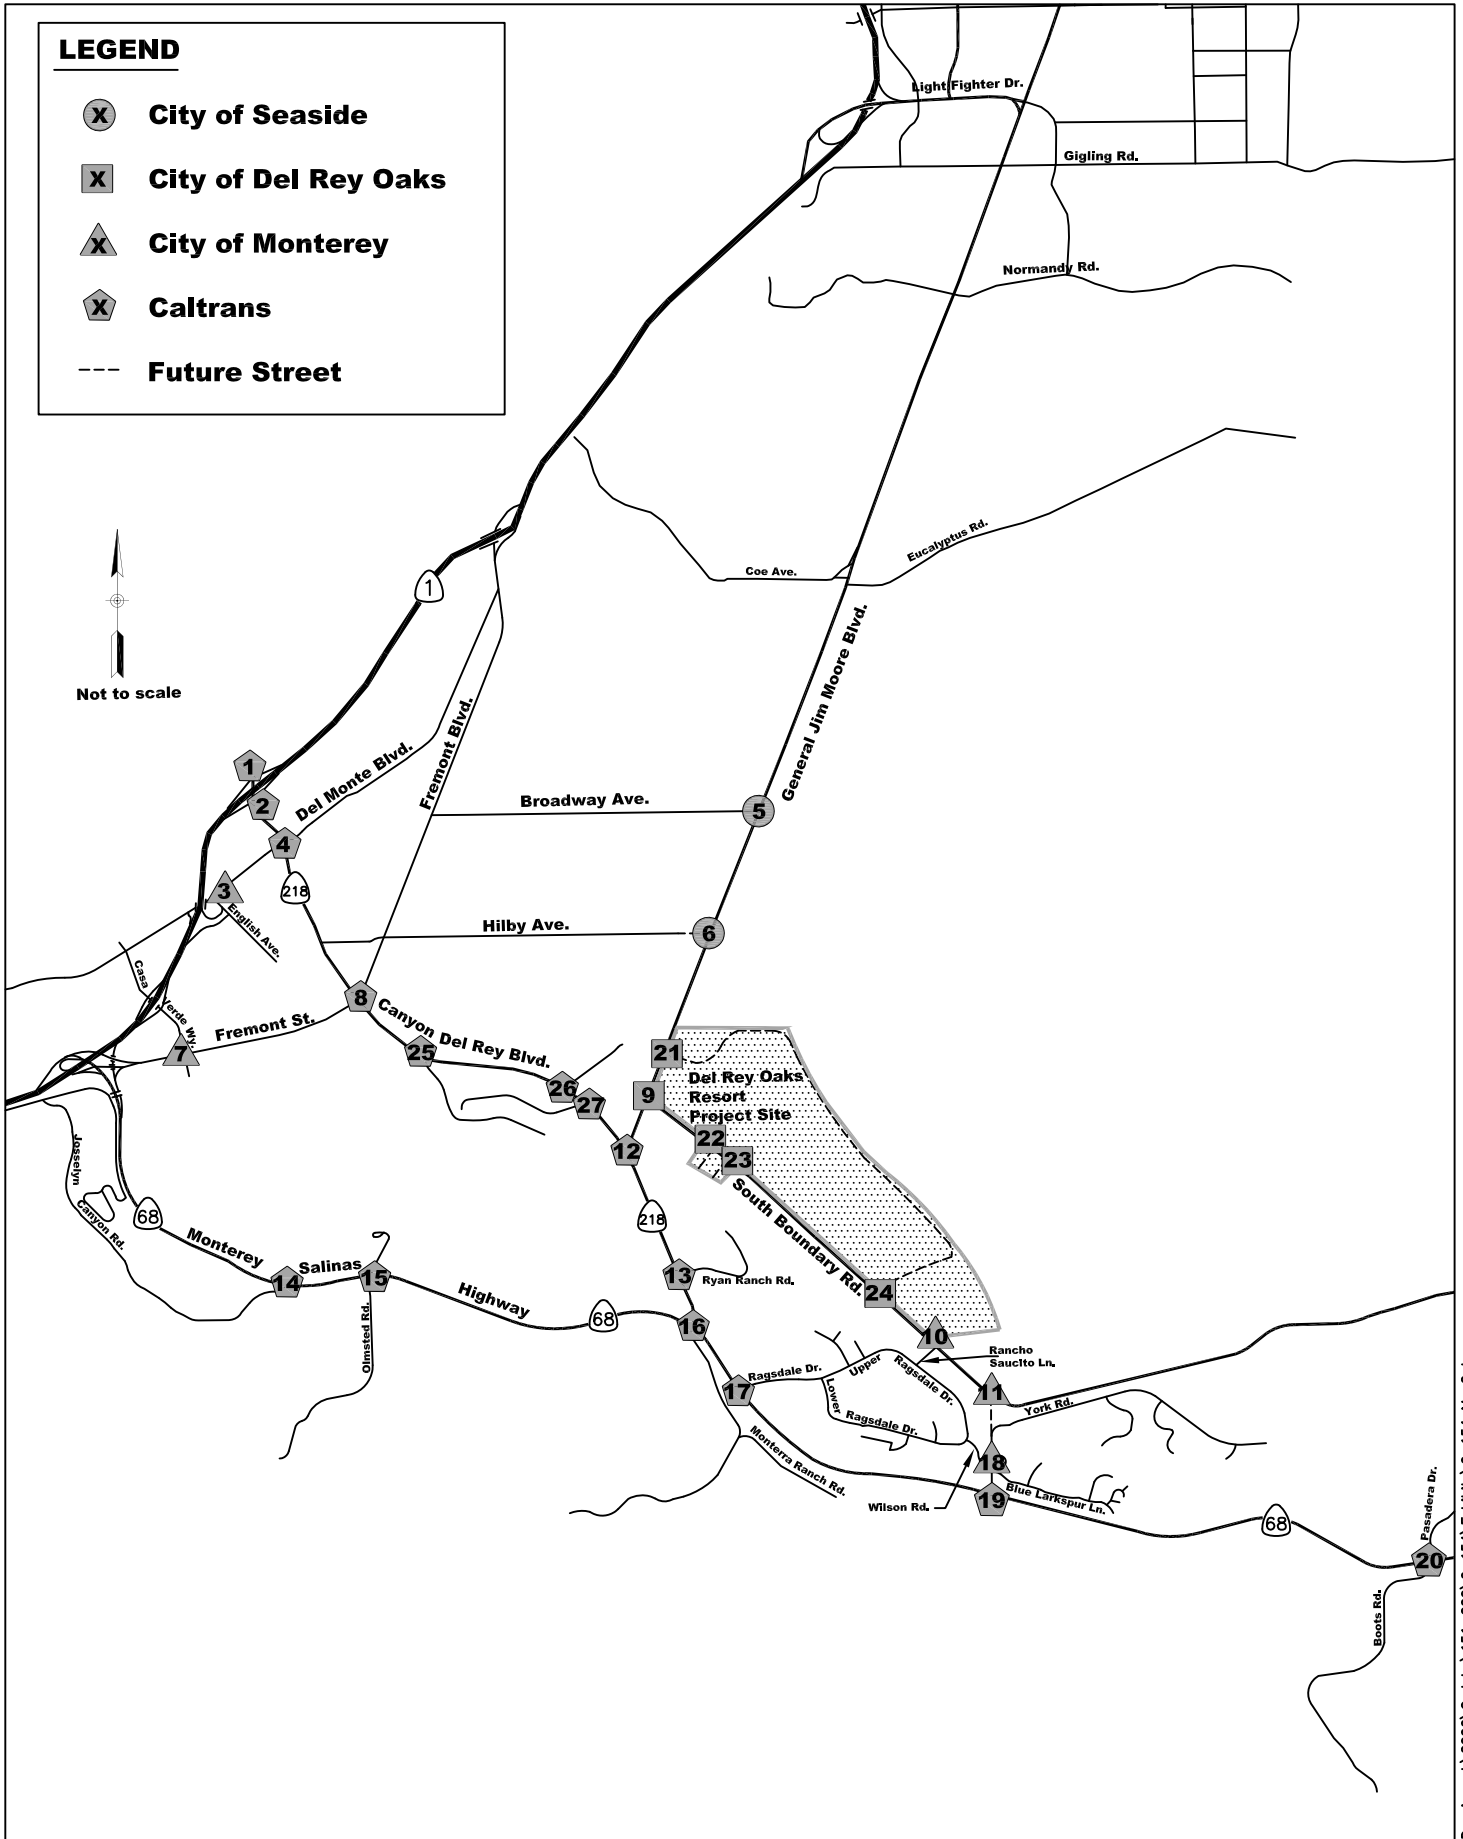 LEGEND
X City of Seaside
X City of Del Rey Oaks
X City of Monterey
X Caltrans
Future Street
Light Fighter Dr.
Gigling Rd.
Normandy Rd.
Eucalyptus Rd.
Coe Ave.
1
Not to scale
General Jim Moore Blvd.
Fremont Blvd.
Del Monte Blvd.
1
2
4
Broadway Ave.
5
3
218
English Ave.
Hilby Ave.
6
Casa Verde Wy.
8
Canyon Del Rey Blvd.
Fremont St.
7
25
21
26
27
9
Del Rey Oaks
Resort
Project Site
22
23
12
South Boundary Rd.
Josselyn
Canyon Rd.
68
218
Monterey
Salinas
Highway
14
15
13
Ryan Ranch Rd.
24
Olmsted Rd.
68
16
10
Rancho
Saucito Ln.
Ragsdale Dr.
Upper
Ragsdale Dr.
17
11
Lower
Ragsdale Dr.
York Rd.
Monterra Ranch Rd.
18
Wilson Rd.
19
Blue Larkspur Ln.
68
Pasadera Dr.
20
Boots Rd.